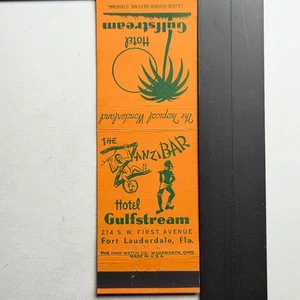 CLOSE COVER BEFORE STRIKING
Gulfstream
Hotel
The Tropical Wonderland
THE
ZANZIBAR
Hotel
Gulfstream
214 S. W. FIRST AVENUE
Fort Lauderdale, Fla.
THE OHIO MATCH CO. WADSWORTH, OHIO
MADE IN U.S.A.